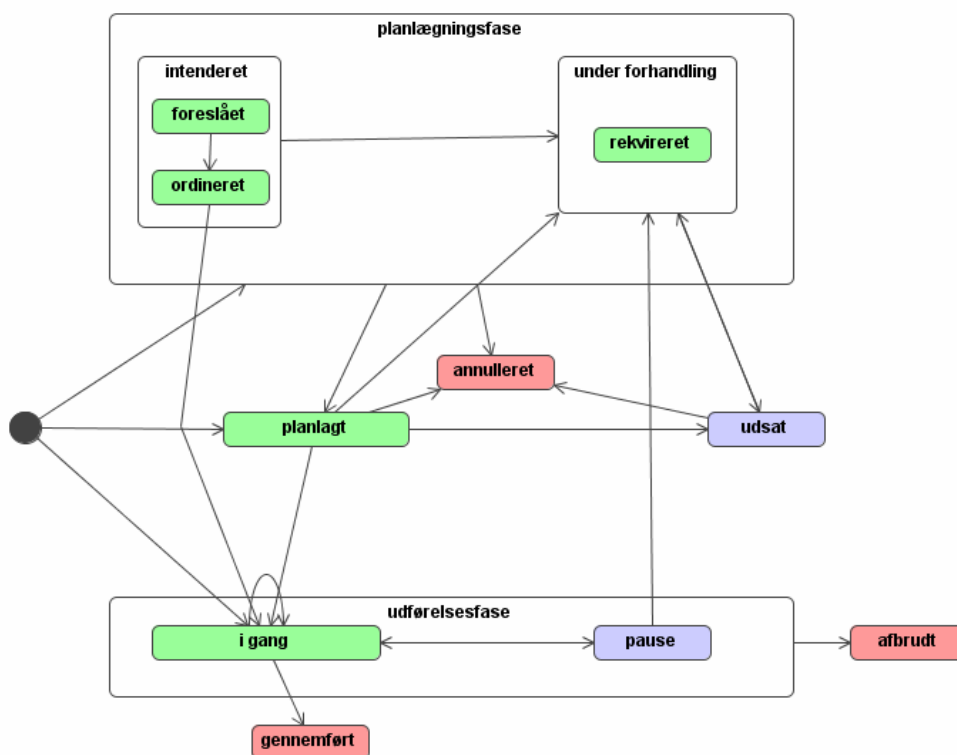 planlægningsfase
intenderet
under forhandling
foreslået
rekvireret
ordineret
annulleret
planlagt
udsat
udførelsesfase
i gang
pause
afbrudt
gennemført